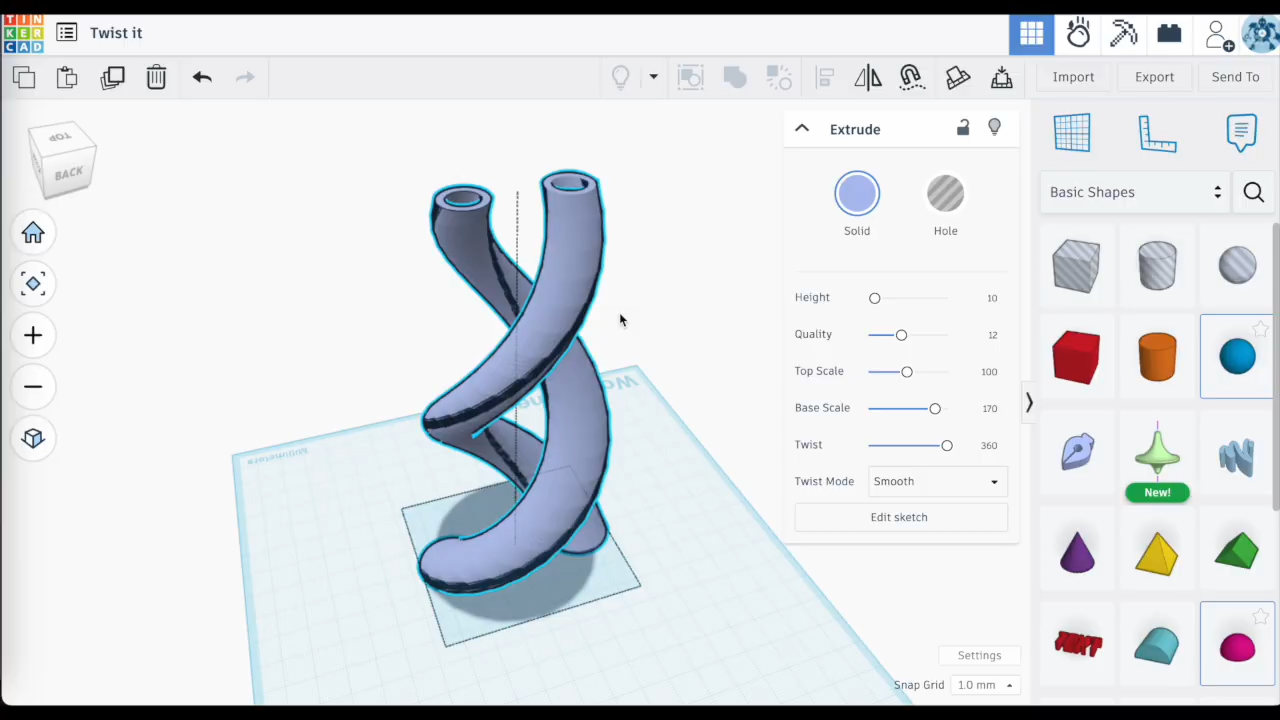 TIN
KER
CAD
Twist it
Import
Export
Send To
TOP
BACK
Extrude
Solid
Hole
Height 10
Quality 12
Top Scale 100
Base Scale 170
Twist 360
Twist Mode Smooth
Edit sketch
Settings
Snap Grid 1.0 mm
Basic Shapes
New!
TEXT
Workplane